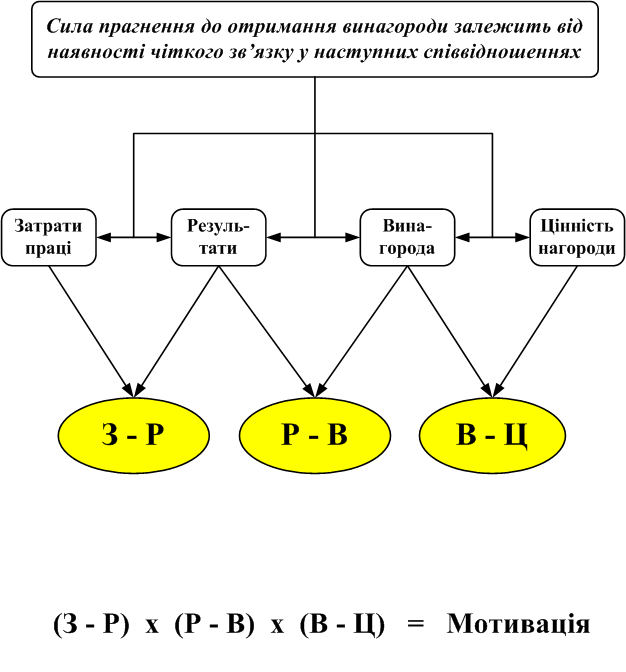 Сила прагнення до отримання винагороди залежить від
наявності чіткого зв’язку у наступних співвідношеннях
Затрати
праці
Резуль-
тати
Вина-
города
Цінність
нагороди
З - Р
Р - В
В - Ц
(З - Р) х (Р - В) х (В - Ц) = Мотивація